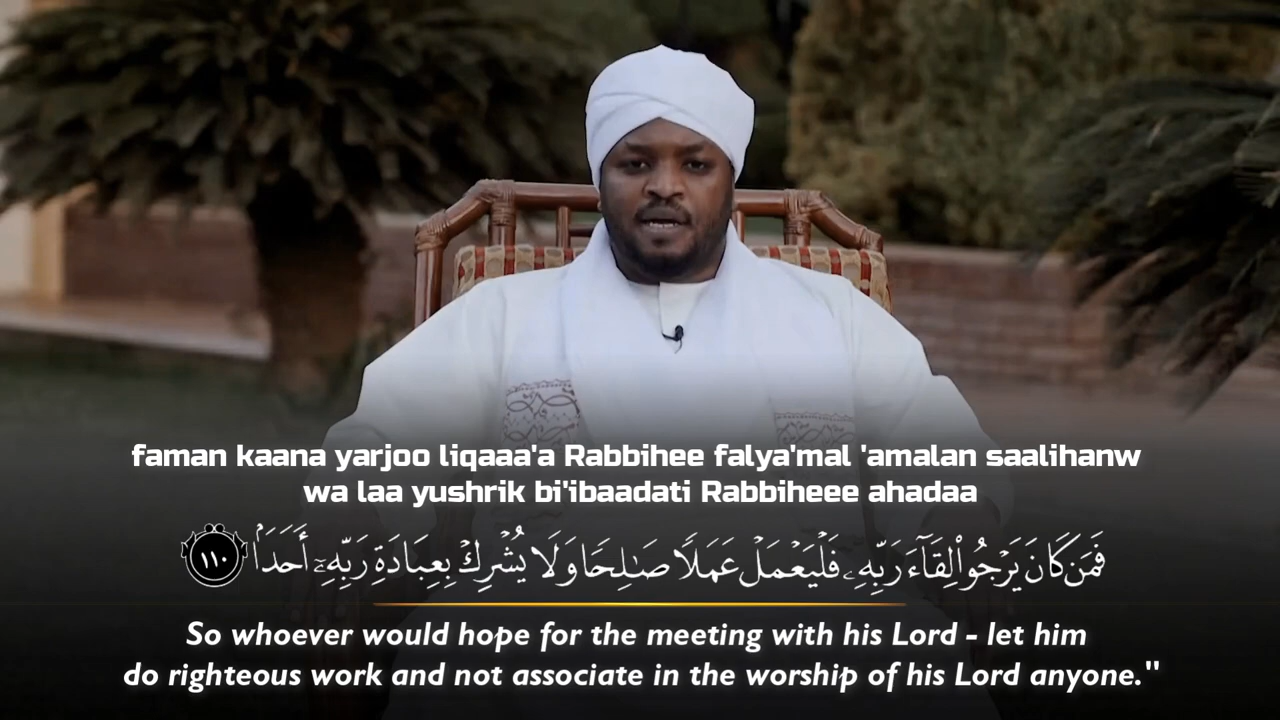 faman kaana yarjoo liqaaa'a Rabbihee falya'mal 'amalan saalihanw
wa laa yushrik bi'ibaadati Rabbiheee ahadaa
فَمَن كَانَ يَرْجُوا۟ لِقَآءَ رَبِّهِۦ فَلْيَعْمَلْ عَمَلًا صَـٰلِحًا وَلَا يُشْرِكْ بِعِبَادَةِ رَبِّهِۦٓ أَحَدَۢا ١١٠
So whoever would hope for the meeting with his Lord - let him
do righteous work and not associate in the worship of his Lord anyone."